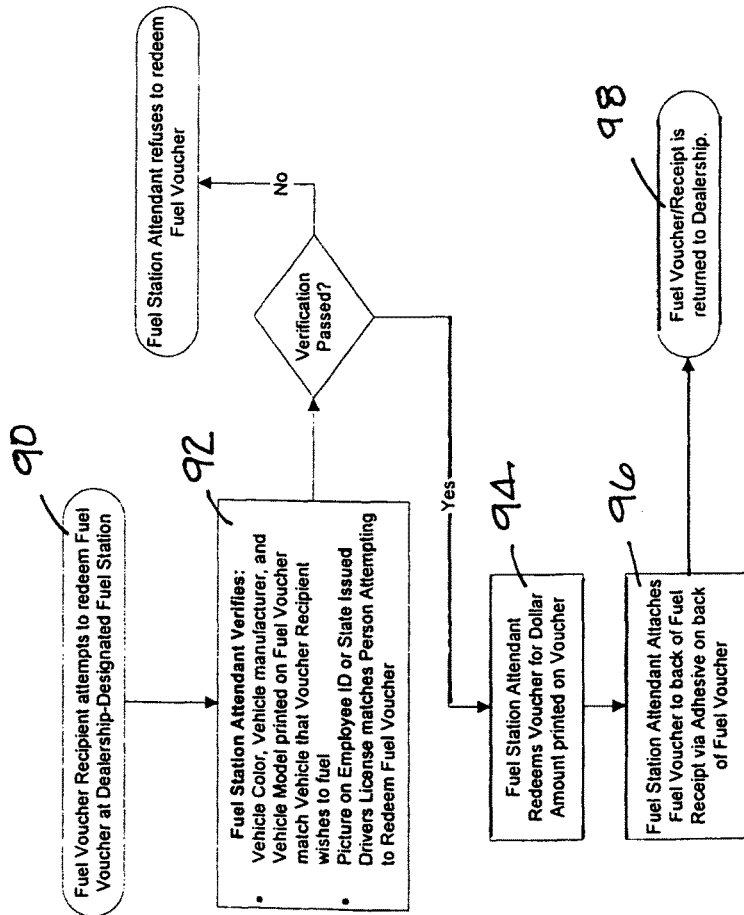 90
Fuel Voucher Recipient attempts to redeem Fuel
Voucher at Dealership-Designated Fuel Station
92
Fuel Station Attendant Verifies:
• Vehicle Color, Vehicle manufacturer, and
Vehicle Model printed on Fuel Voucher
match Vehicle that Voucher Recipient
wishes to fuel
• Picture on Employee ID or State Issued
Drivers License matches Person Attempting
to Redeem Fuel Voucher
Verification
Passed?
No
Fuel Station Attendant refuses to redeem
Fuel Voucher
Yes
94
Fuel Station Attendant
Redeems Voucher for Dollar
Amount printed on Voucher
96
Fuel Station Attendant Attaches
Fuel Voucher to back of Fuel
Receipt via Adhesive on back
of Fuel Voucher
98
Fuel Voucher/Receipt is
returned to Dealership.